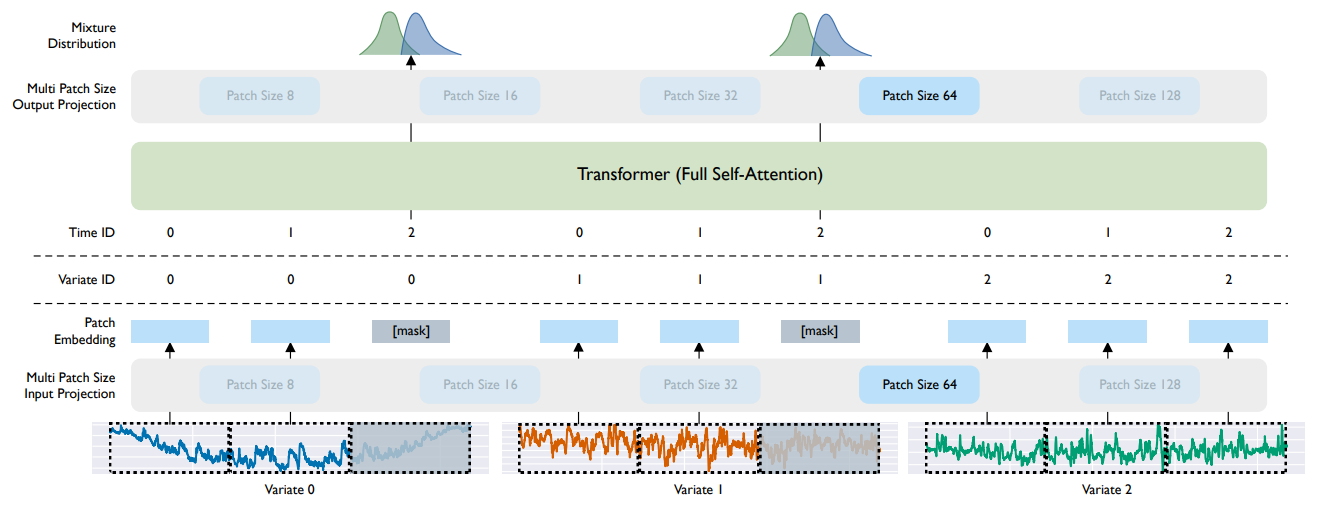 Mixture
Distribution
Multi Patch Size
Output Projection
Patch Size 8
Patch Size 16
Patch Size 32
Patch Size 64
Patch Size 128
Transformer (Full Self-Attention)
Time ID 0 1 2 0 1 2 0 1 2
Variate ID 0 0 0 1 1 1 2 2 2
Patch
Embedding
[mask]
[mask]
Multi Patch Size
Input Projection
Patch Size 8
Patch Size 16
Patch Size 32
Patch Size 64
Patch Size 128
Variate 0
Variate 1
Variate 2